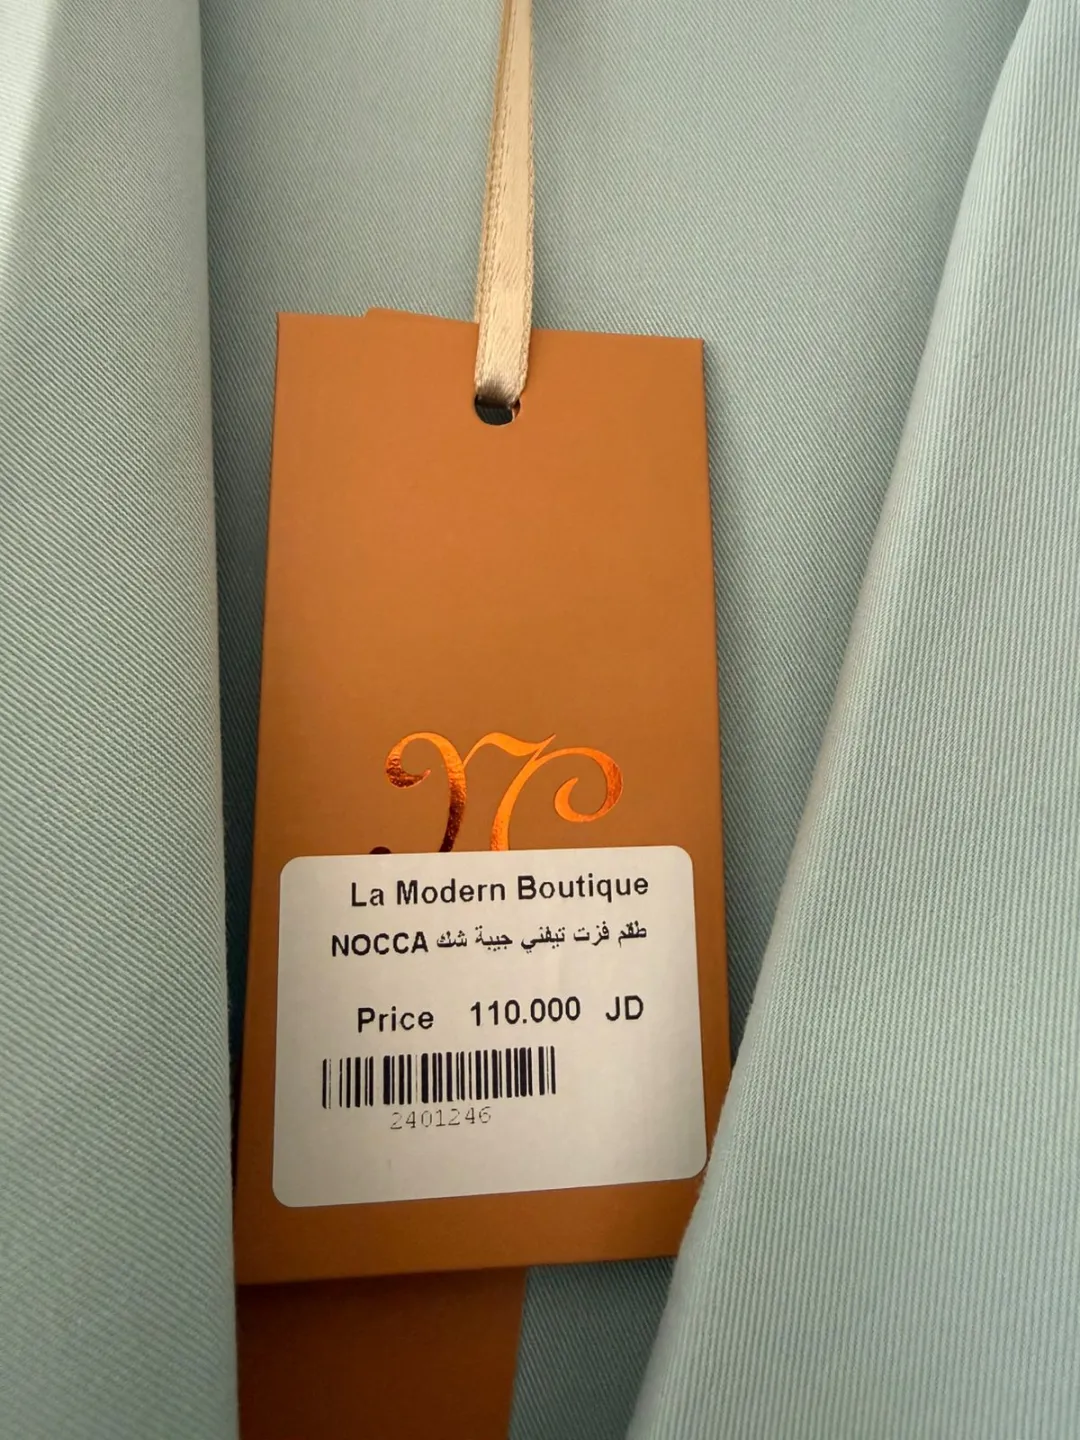 La Modern Boutique
طقم فزت تيفني جيبة شك NOCCA
Price 110.000 JD
2401246